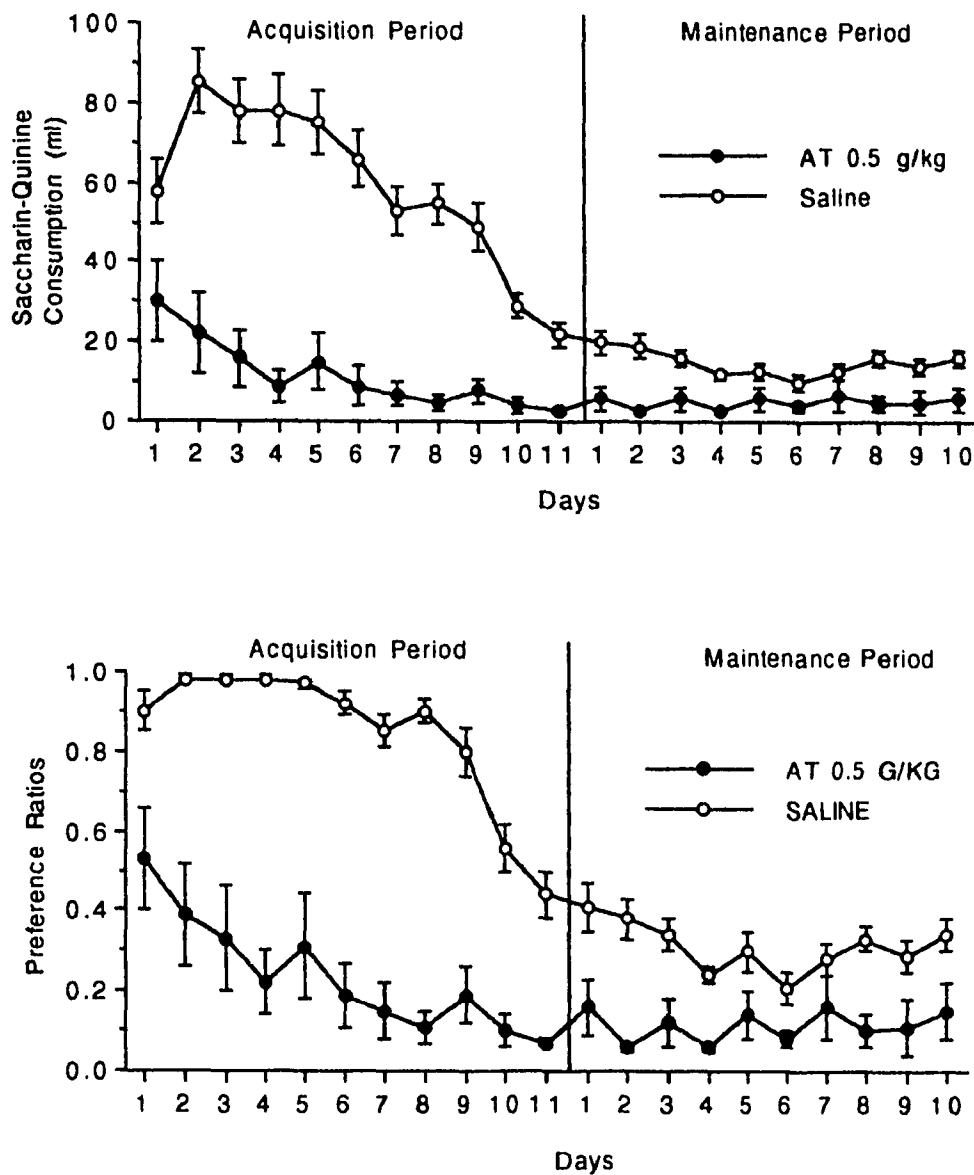 Acquisition Period Maintenance Period
100
80
60
40
20
0
Saccharin-Quinine
Consumption (ml)
AT 0.5 g/kg
Saline
1 2 3 4 5 6 7 8 9 10 11 1 2 3 4 5 6 7 8 9 10
Days
Acquisition Period Maintenance Period
1.0
0.8
0.6
0.4
0.2
0.0
Preference Ratios
AT 0.5 G/KG
SALINE
1 2 3 4 5 6 7 8 9 10 11 1 2 3 4 5 6 7 8 9 10
Days